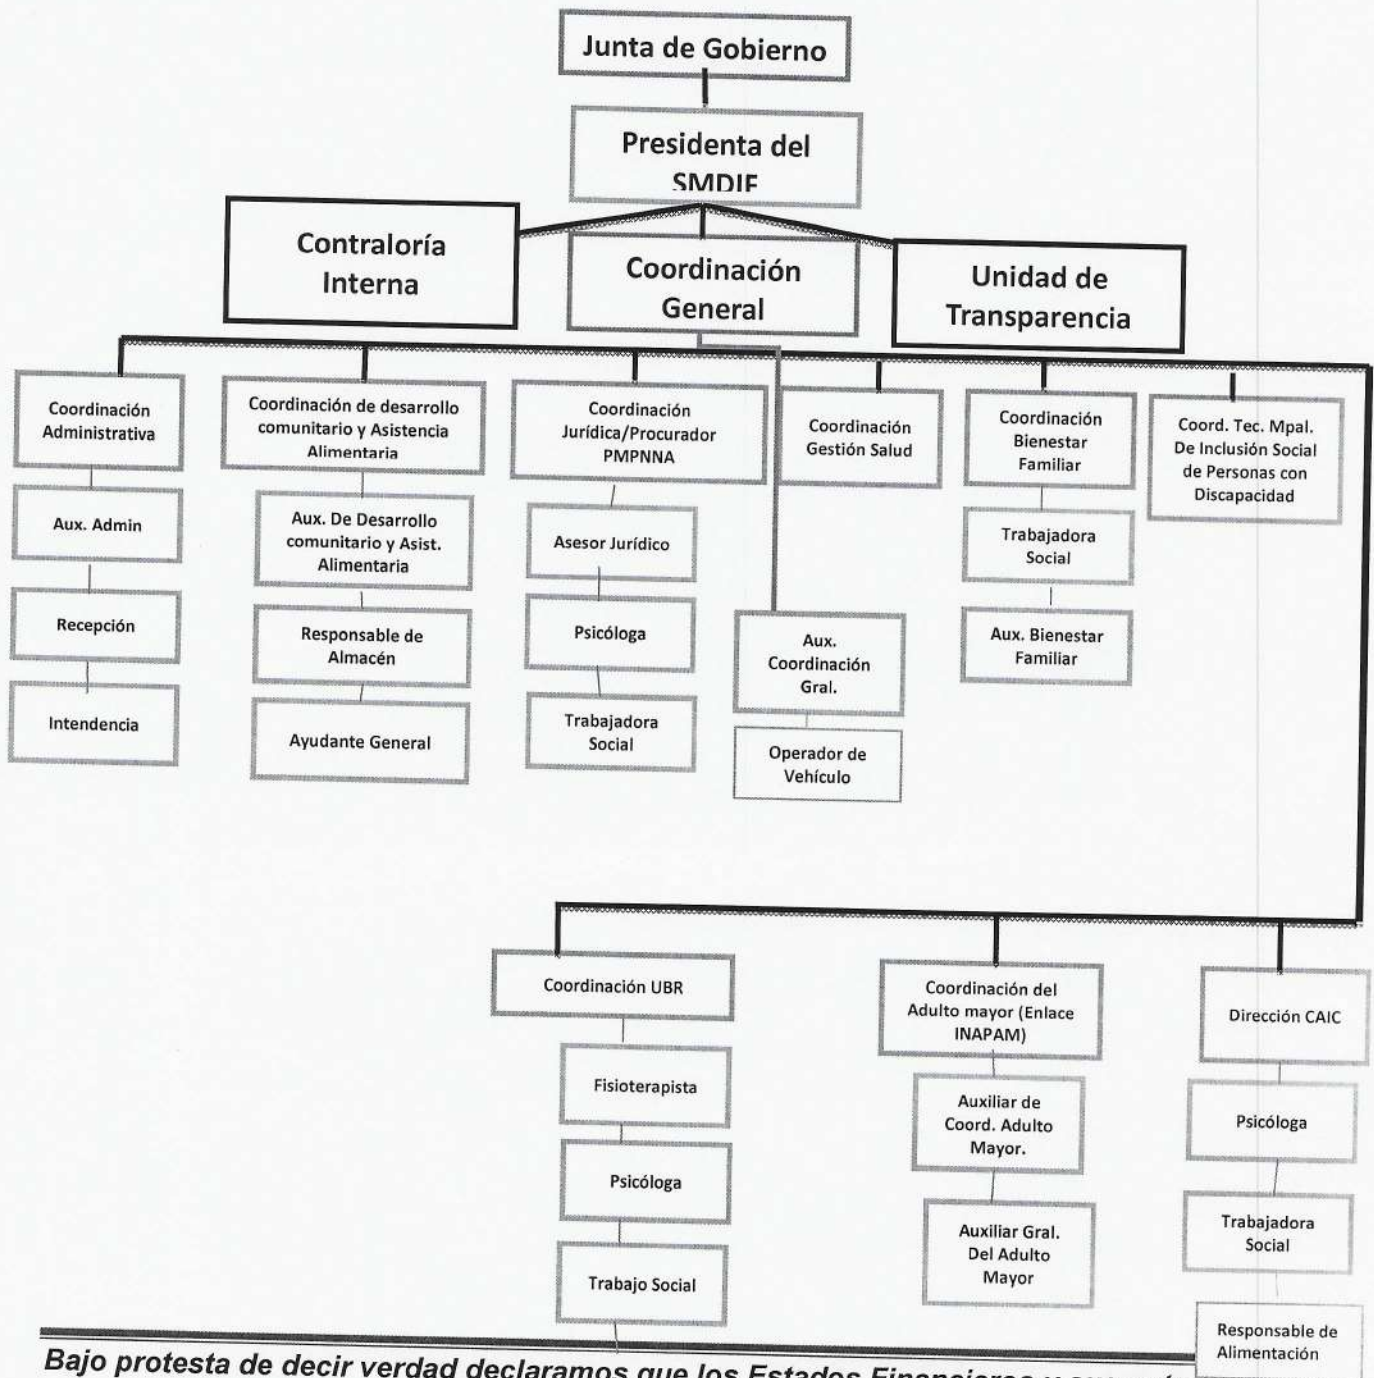 Junta de Gobierno
Presidenta del
SMDIF
Contraloría
Interna
Coordinación
General
Unidad de
Transparencia
Coordinación
Administrativa
Aux. Admin
Recepción
Intendencia
Coordinación de desarrollo
comunitario y Asistencia
Alimentaria
Aux. De Desarrollo
comunitario y Asist.
Alimentaria
Responsable de
Almacén
Ayudante General
Coordinación
Jurídica/Procurador
PMPNNA
Asesor Jurídico
Psicóloga
Trabajadora
Social
Aux.
Coordinación
Gral.
Operador de
Vehículo
Coordinación
Gestión Salud
Coordinación
Bienestar
Familiar
Trabajadora
Social
Aux. Bienestar
Familiar
Coord. Tec. Mpal.
De Inclusión Social
de Personas con
Discapacidad
Coordinación UBR
Fisioterapista
Psicóloga
Trabajo Social
Coordinación del
Adulto mayor (Enlace
INAPAM)
Auxiliar de
Coord. Adulto
Mayor.
Auxiliar Gral.
Del Adulto
Mayor
Dirección CAIC
Psicóloga
Trabajadora
Social
Responsable de
Alimentación
Bajo protesta de decir verdad declaramos que los Estados Financieros y sus